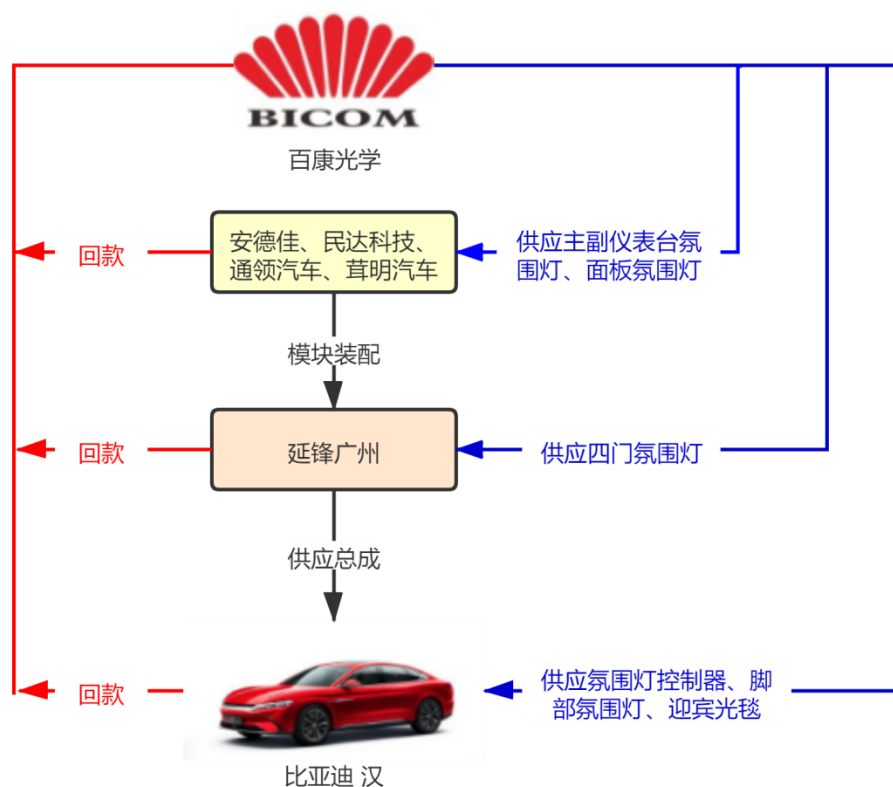 BICOM
百康光学
回款
安德佳、民达科技、
通领汽车、茸明汽车
供应主副仪表台氛
围灯、面板氛围灯
模块装配
回款
延锋广州
供应四门氛围灯
供应总成
回款
供应氛围灯控制器、脚
部氛围灯、迎宾光毯
比亚迪 汉